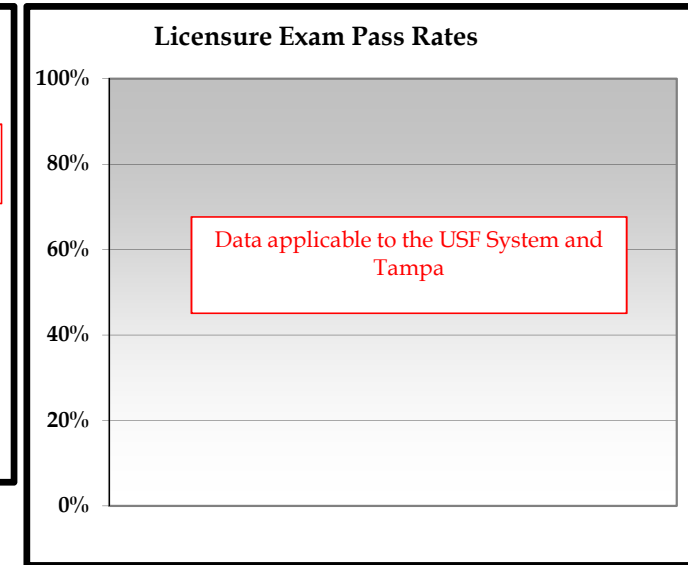 Licensure Exam Pass Rates
100%
80%
60%
40%
20%
0%
Data applicable to the USF System and
Tampa